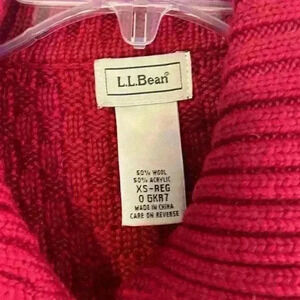 L.L.Bean®
50% WOOL
50% ACRYLIC
XS-REG
0 GKR7
MADE IN CHINA
CARE ON REVERSE